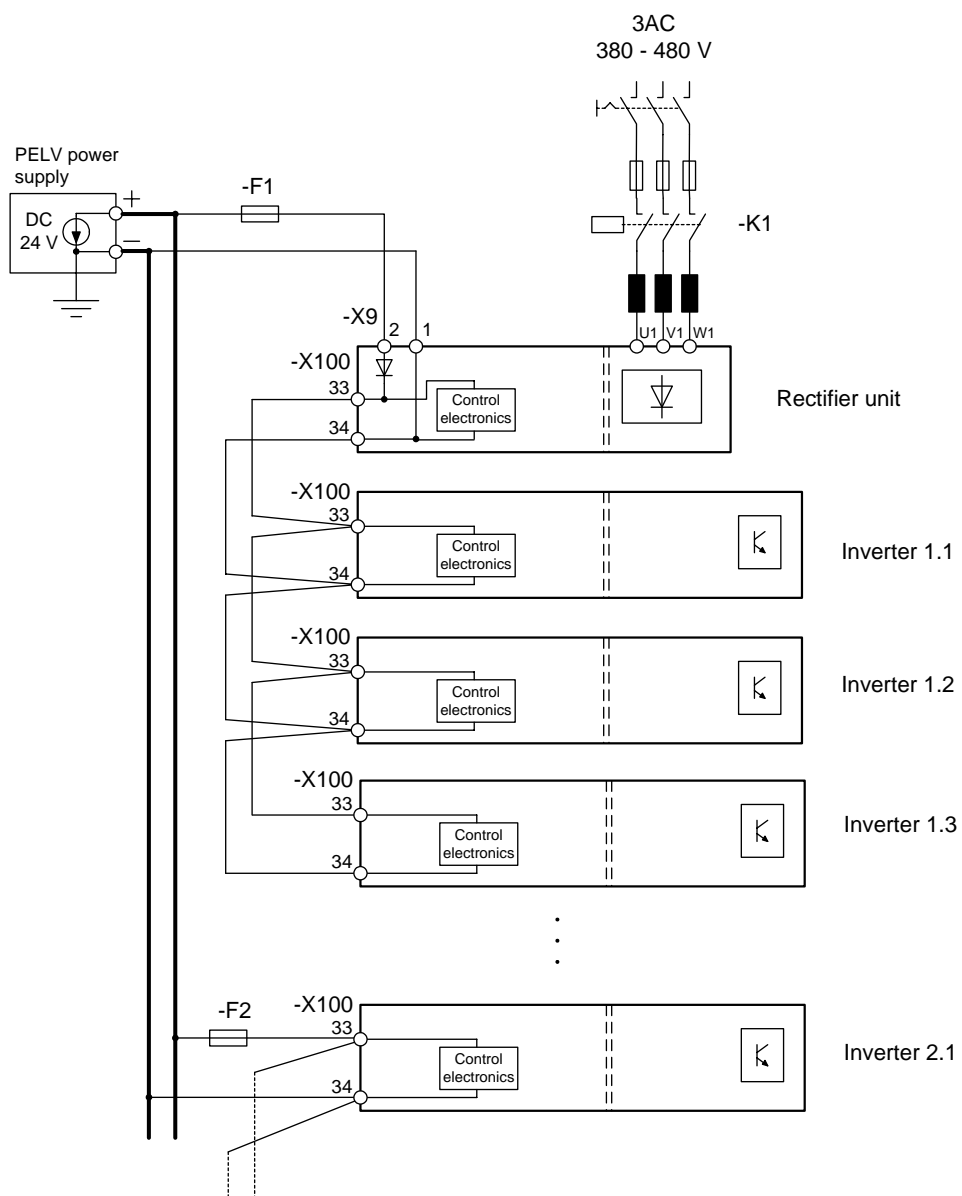 3AC
380 - 480 V
PELV power
supply
+
DC
24 V
−
-F1
-K1
-X9
2
1
U1
V1
W1
-X100
33
34
Control
electronics
Rectifier unit
-X100
33
34
Control
electronics
Inverter 1.1
-X100
33
34
Control
electronics
Inverter 1.2
-X100
33
34
Control
electronics
Inverter 1.3
-F2
-X100
33
34
Control
electronics
Inverter 2.1